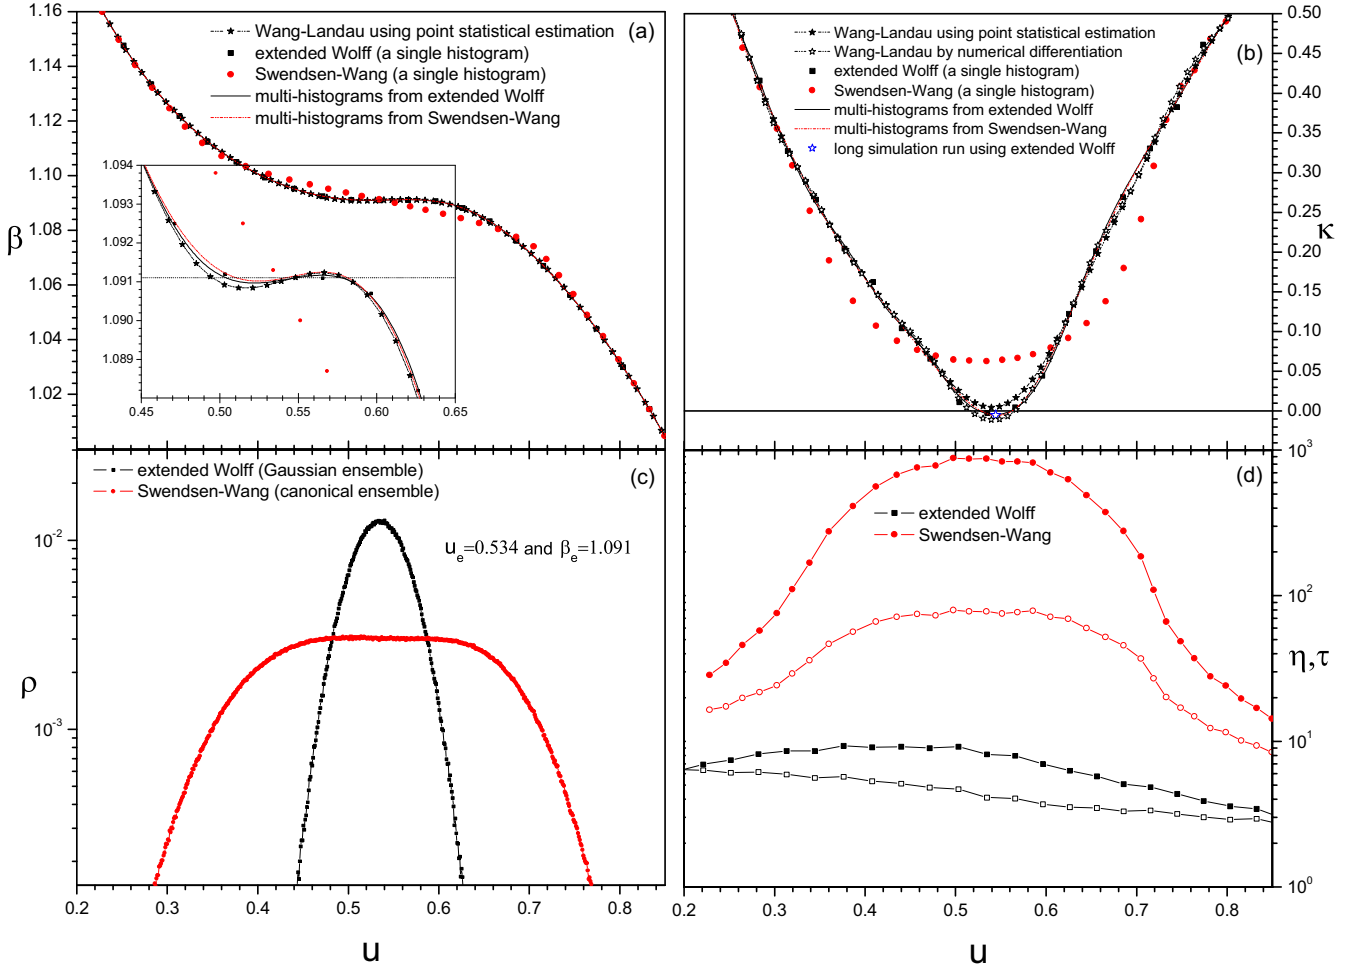 (a)
1.16
1.14
1.12
1.10
1.08
1.06
1.04
1.02
β
Wang-Landau using point statistical estimation
extended Wolff (a single histogram)
Swendsen-Wang (a single histogram)
multi-histograms from extended Wolff
multi-histograms from Swendsen-Wang
1.094
1.093
1.092
1.091
1.090
1.089
0.45 0.50 0.55 0.60 0.65
(b)
Wang-Landau using point statistical estimation
Wang-Landau by numerical differentiation
extended Wolff (a single histogram)
Swendsen-Wang (a single histogram)
multi-histograms from extended Wolff
multi-histograms from Swendsen-Wang
long simulation run using extended Wolff
0.50
0.45
0.40
0.35
0.30
0.25
0.20
0.15
0.10
0.05
0.00
κ
(c)
extended Wolff (Gaussian ensemble)
Swendsen-Wang (canonical ensemble)
u_e=0.534 and β_e=1.091
10^-2
10^-3
ρ
0.2 0.3 0.4 0.5 0.6 0.7 0.8
u
(d)
extended Wolff
Swendsen-Wang
10^3
10^2
10^1
10^0
η,τ
0.2 0.3 0.4 0.5 0.6 0.7 0.8
u